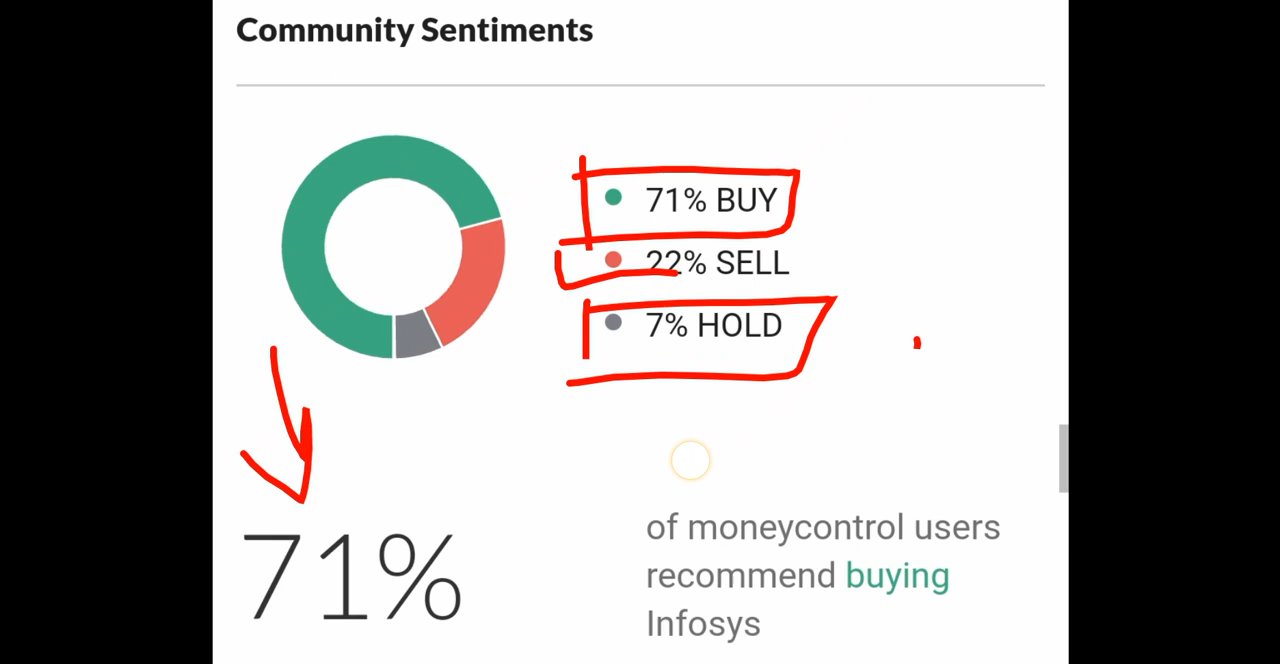 Community Sentiments
71% BUY
22% SELL
7% HOLD
71%
of moneycontrol users
recommend buying
Infosys